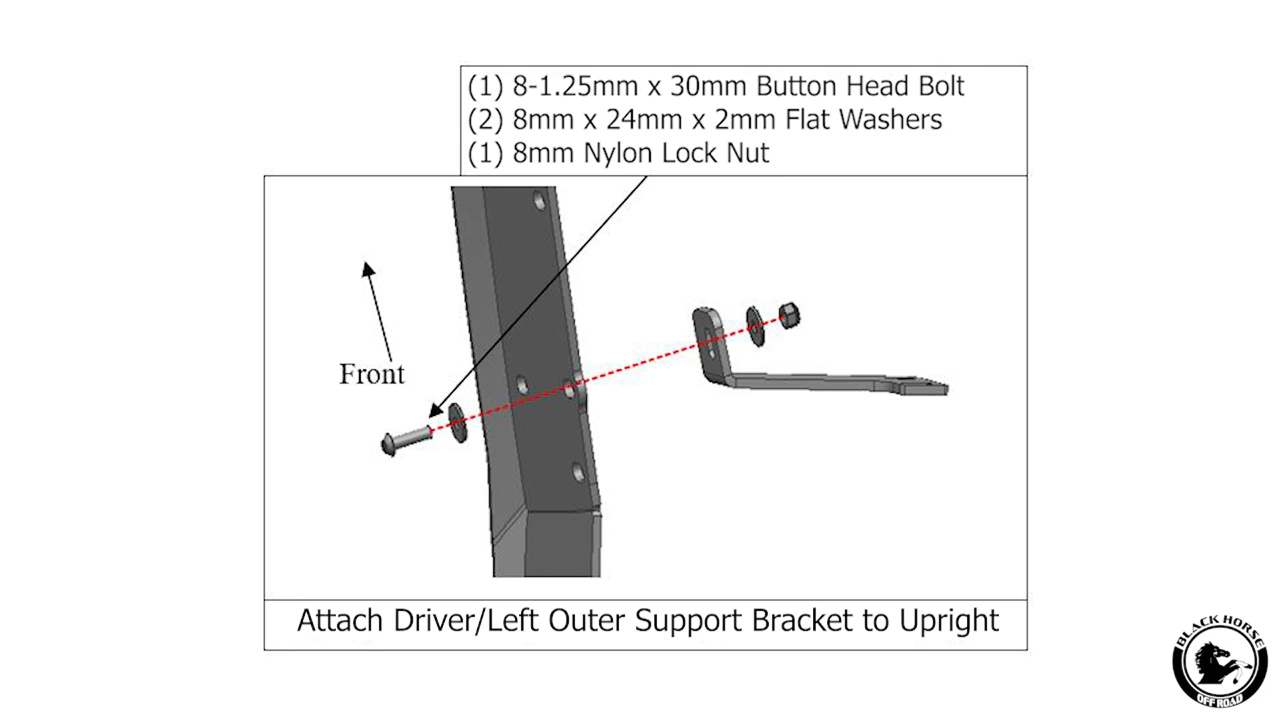 (1) 8-1.25mm x 30mm Button Head Bolt
(2) 8mm x 24mm x 2mm Flat Washers
(1) 8mm Nylon Lock Nut
Front
Attach Driver/Left Outer Support Bracket to Upright
BLACK HORSE
OFF ROAD